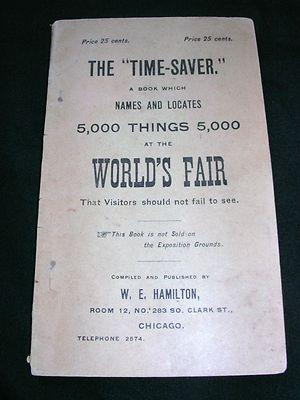 Price 25 cents. Price 25 cents.
THE "TIME-SAVER."
A BOOK WHICH
NAMES AND LOCATES
5,000 THINGS 5,000
AT THE
WORLD'S FAIR
That Visitors should not fail to see.
☞This Book is not Sold on
the Exposition Grounds.
COMPILED AND PUBLISHED BY
W. E. HAMILTON,
ROOM 12, NO. 283 SO. CLARK ST.,
CHICAGO.
TELEPHONE 2574.